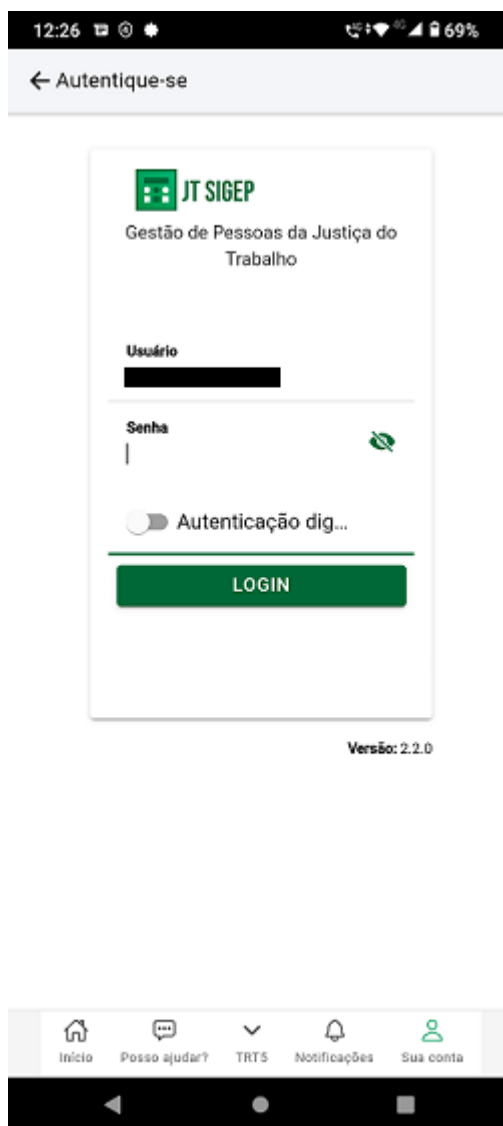 12:26 4G 69%
Autentique-se
JT SIGEP
Gestão de Pessoas da Justiça do
Trabalho
Usuário
Senha
Autenticação dig...
LOGIN
Versão: 2.2.0
Início Posso ajudar? TRT5 Notificações Sua conta